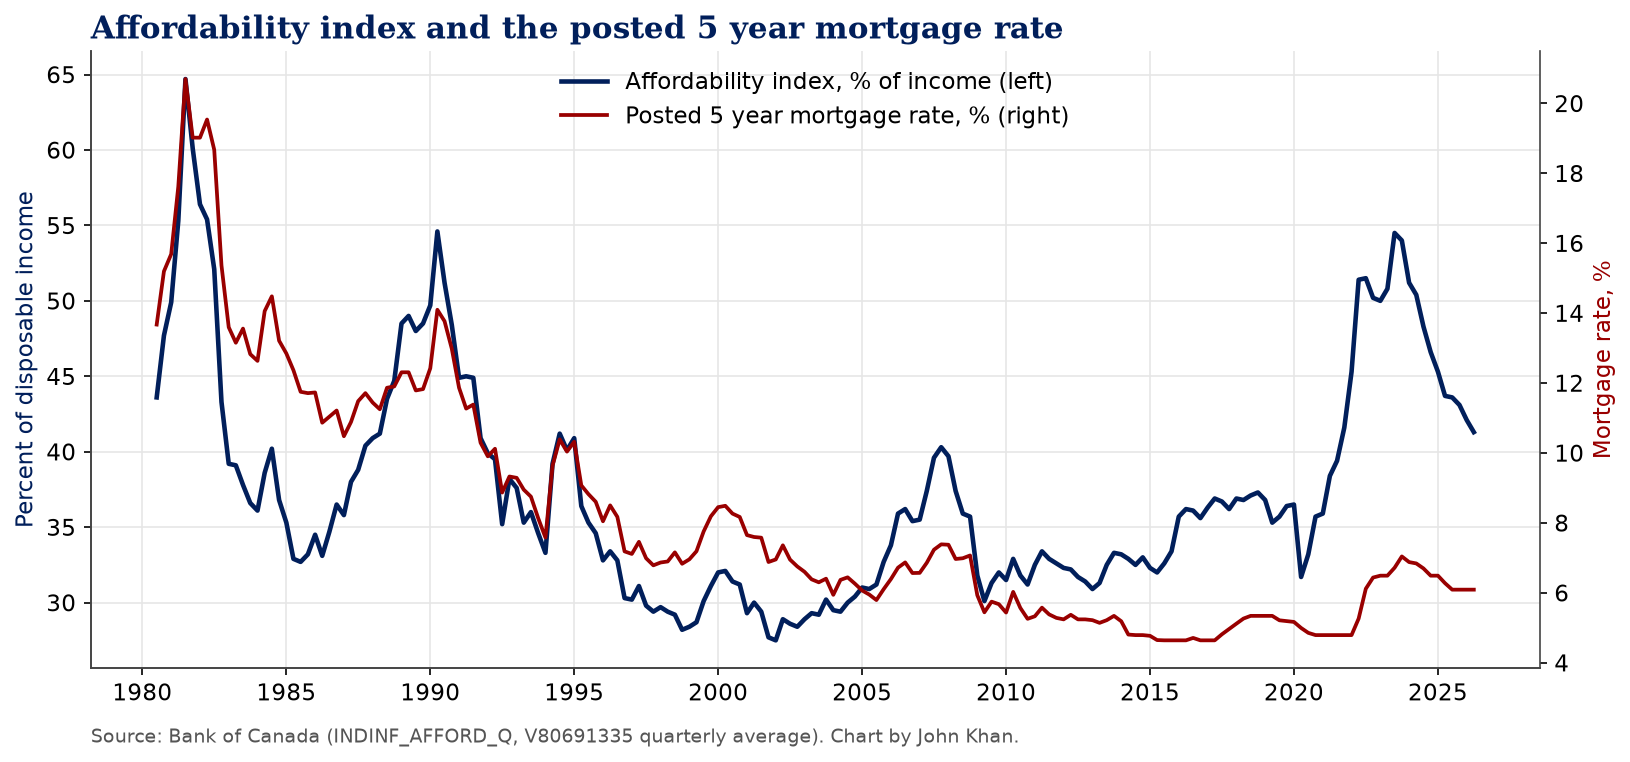 Affordability index and the posted 5 year mortgage rate
Affordability index, % of income (left)
Posted 5 year mortgage rate, % (right)
Percent of disposable income
65
60
55
50
45
40
35
30
Mortgage rate, %
20
18
16
14
12
10
8
6
4
1980 1985 1990 1995 2000 2005 2010 2015 2020 2025
Source: Bank of Canada (INDINF_AFFORD_Q, V80691335 quarterly average). Chart by John Khan.